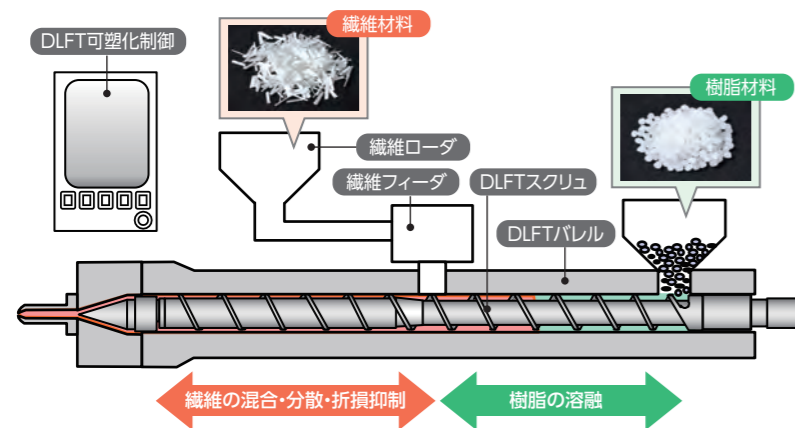 繊維材料
DLFT可塑化制御
樹脂材料
繊維ローダ
繊維フィーダ
DLFTスクリュ
DLFTバレル
繊維の混合・分散・折損抑制
樹脂の溶融